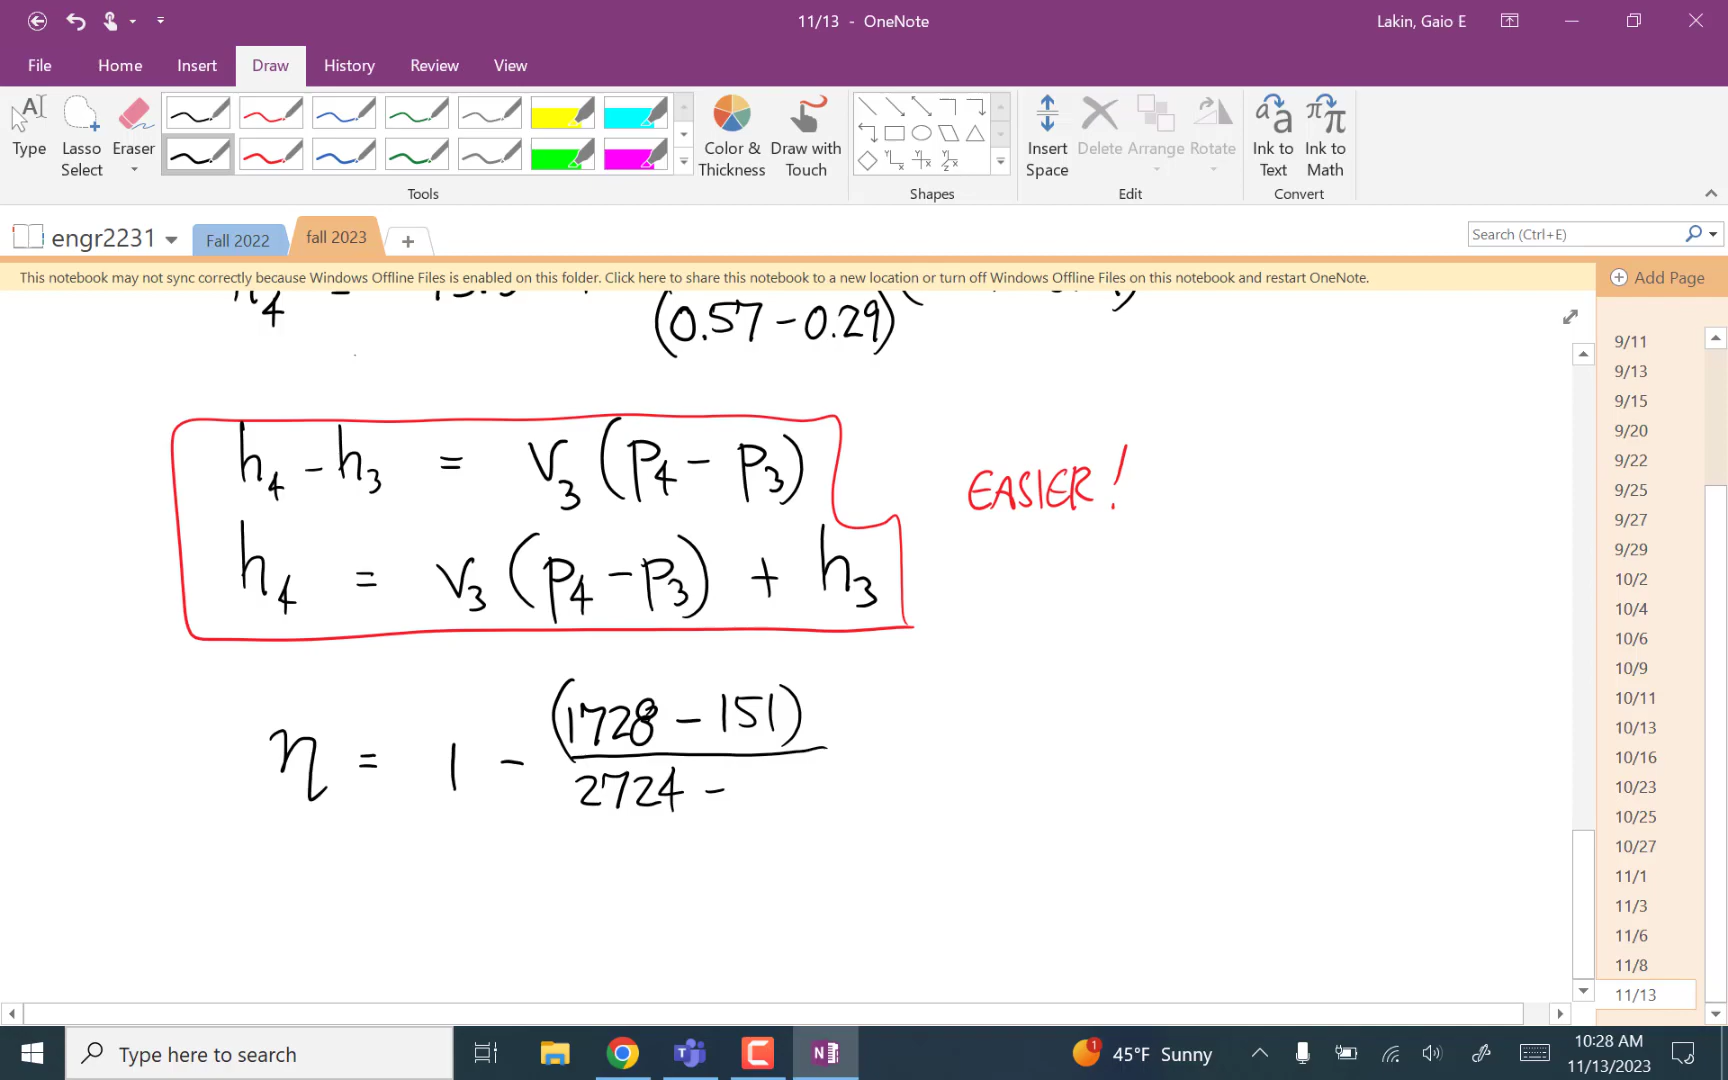 11/13 - OneNote
Lakin, Gaio E
File Home Insert Draw History Review View
Type
Lasso Select
Eraser
Color & Thickness
Draw with Touch
Insert Space
Delete
Arrange
Rotate
Ink to Text
Ink to Math
Tools
Shapes
Edit
Convert
engr2231
Fall 2022
fall 2023
Search (Ctrl+E)
This notebook may not sync correctly because Windows Offline Files is enabled on this folder. Click here to share this notebook to a new location or turn off Windows Offline Files on this notebook and restart OneNote.
Add Page
(0.57 - 0.29)
h4 - h3 = v3 (p4 - p3)
EASIER!
h4 = v3 (p4 - p3) + h3
η = 1 - (1728 - 151)
2724 -
9/11
9/13
9/15
9/20
9/22
9/25
9/27
9/29
10/2
10/4
10/6
10/9
10/11
10/13
10/16
10/23
10/25
10/27
11/1
11/3
11/6
11/8
11/13
Type here to search
45°F Sunny
10:28 AM
11/13/2023